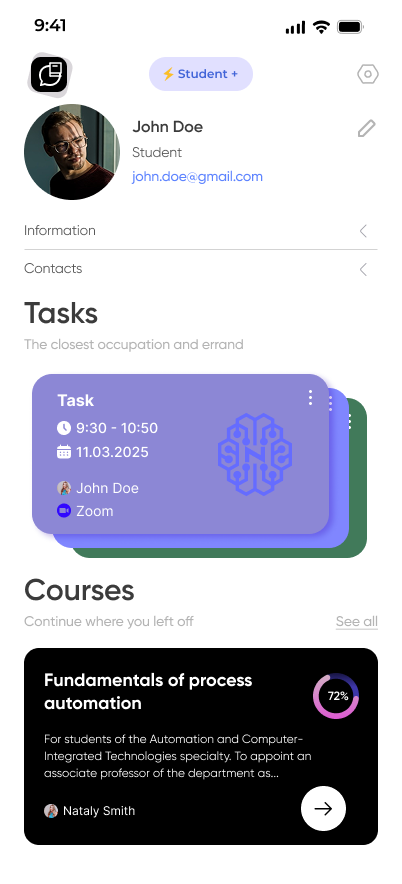 9:41
Student +
John Doe
Student
john.doe@gmail.com
Information
Contacts
Tasks
The closest occupation and errand
Task
9:30 - 10:50
11.03.2025
John Doe
Zoom
SNS
Courses
Continue where you left off
See all
Fundamentals of process
automation
72%
For students of the Automation and Computer-
Integrated Technologies specialty. To appoint an
associate professor of the department as...
Nataly Smith